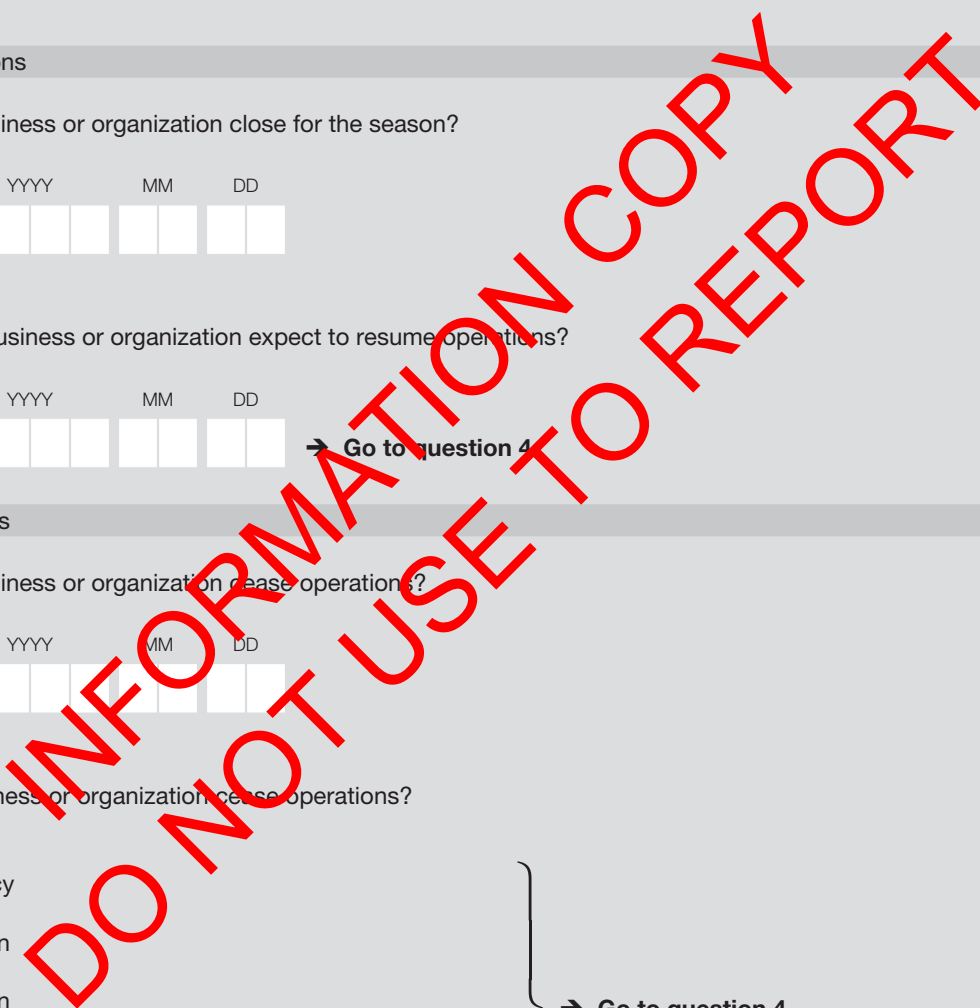 ns
iness or organization close for the season?
YYYY MM DD
usiness or organization expect to resume operations?
YYYY MM DD
➔ Go to question 4
s
iness or organization cease operations?
YYYY MM DD
ness or organization cease operations?
cy
n
n
➔ Go to question 4
INFORMATION COPY
DO NOT USE TO REPORT